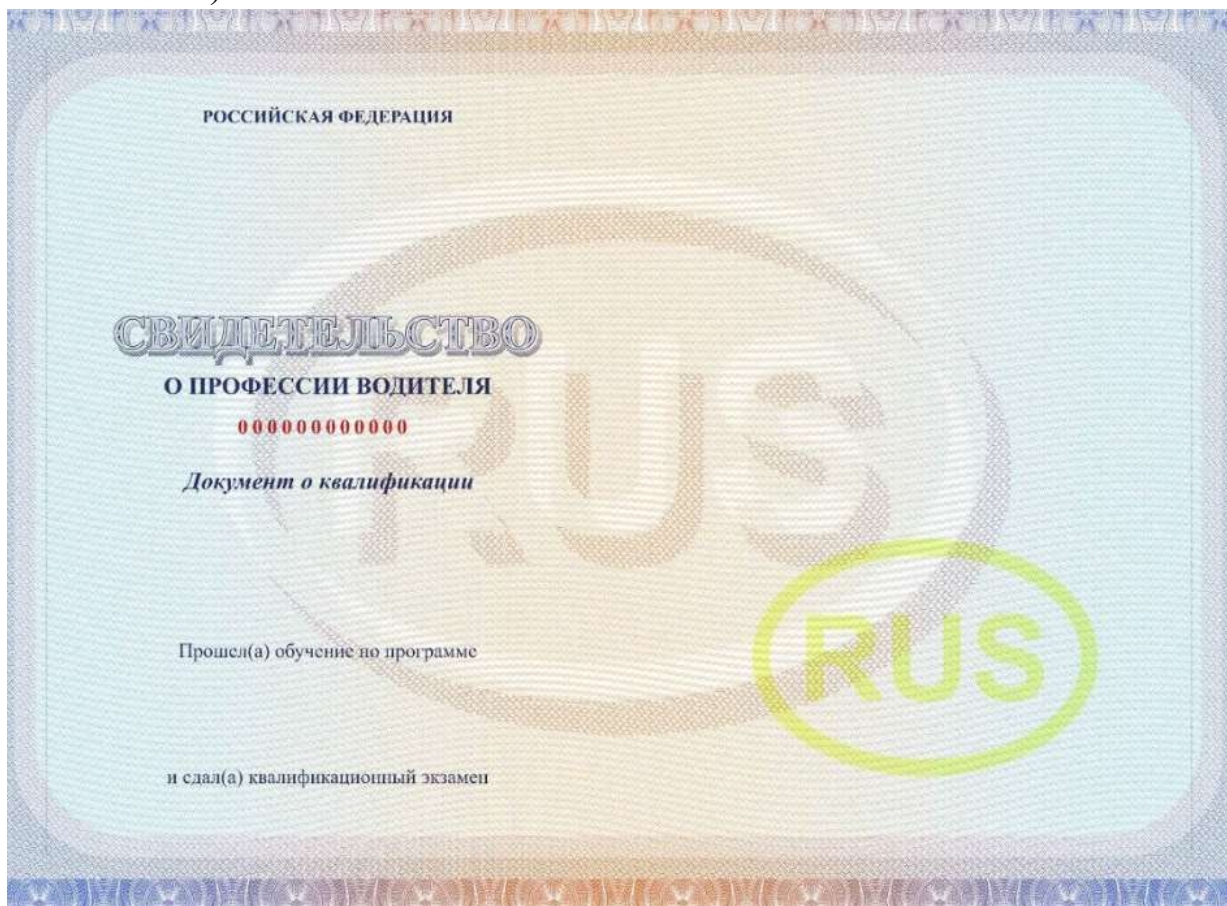 )
РОССИЙСКАЯ ФЕДЕРАЦИЯ
СВИДЕТЕЛЬСТВО
О ПРОФЕССИИ ВОДИТЕЛЯ
000000000000
Документ о квалификации
RUS
Прошел(а) обучение по программе
RUS
и сдал(а) квалификационный экзамен